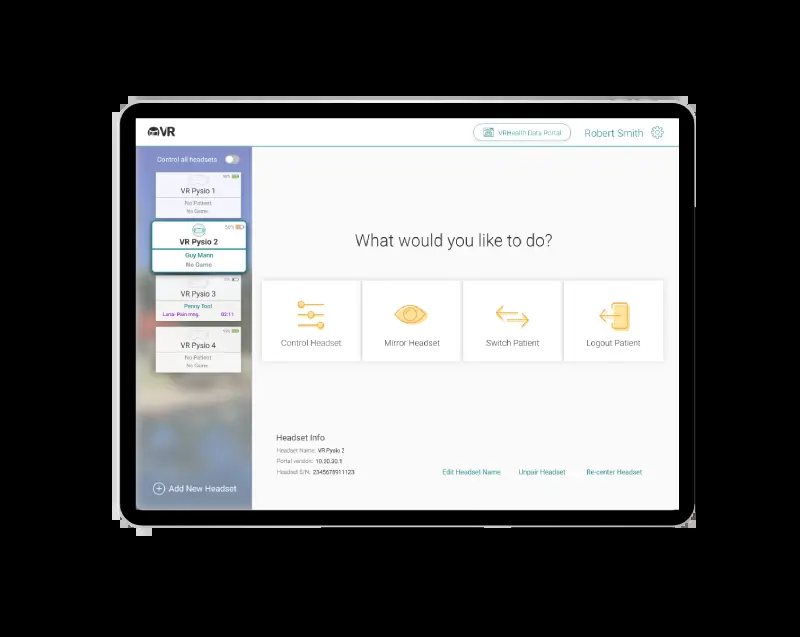 VR
VRHealth Data Portal
Robert Smith
Control all headsets
VR Pysio 1
No Patient
No Game
50%
VR Pysio 2
Guy Mann
No Game
VR Pysio 3
Penny Tool
Lena- Pain mng. 02:11
VR Pysio 4
No Patient
No Game
Add New Headset
What would you like to do?
Control Headset
Mirror Headset
Switch Patient
Logout Patient
Headset Info
Headset Name: VR Pysio 2
Portal version: 10.20.30.1
Headset S/N: 2345678911123
Edit Headset Name
Unpair Headset
Re-center Headset